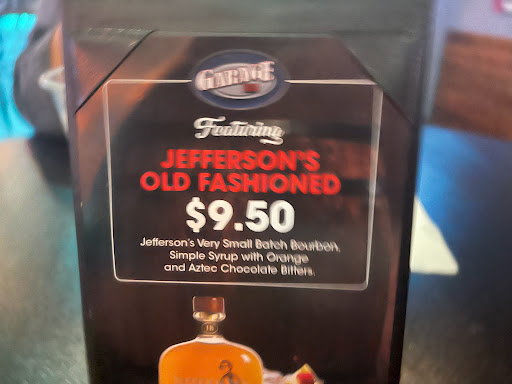 GARAGE
Featuring
JEFFERSON'S
OLD FASHIONED
$9.50
Jefferson's Very Small Batch Bourbon,
Simple Syrup with Orange
and Aztec Chocolate Bitters.